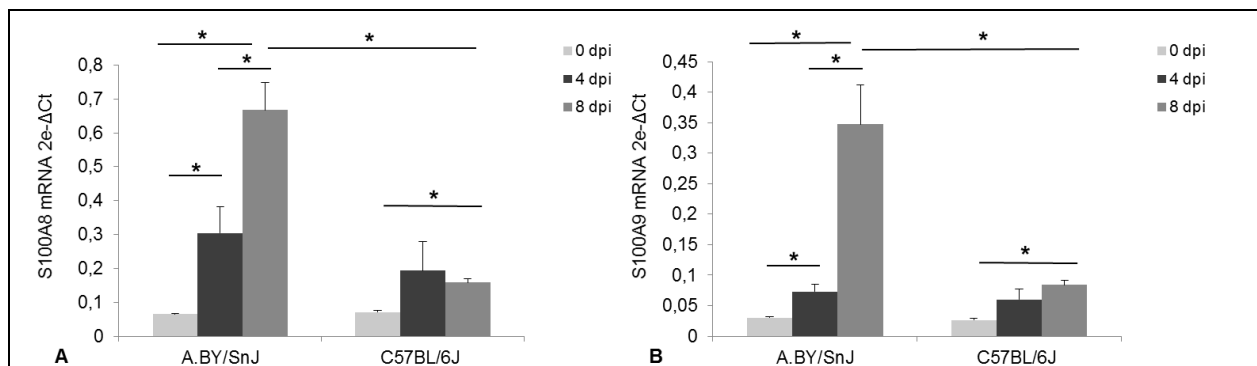 S100A8 mRNA 2e-ΔCt
0,8
0,7
0,6
0,5
0,4
0,3
0,2
0,1
0
*
*
*
*
*
0 dpi
4 dpi
8 dpi
A.BY/SnJ
C57BL/6J
A
S100A9 mRNA 2e-ΔCt
0,45
0,4
0,35
0,3
0,25
0,2
0,15
0,1
0,05
0
*
*
*
*
*
0 dpi
4 dpi
8 dpi
A.BY/SnJ
C57BL/6J
B